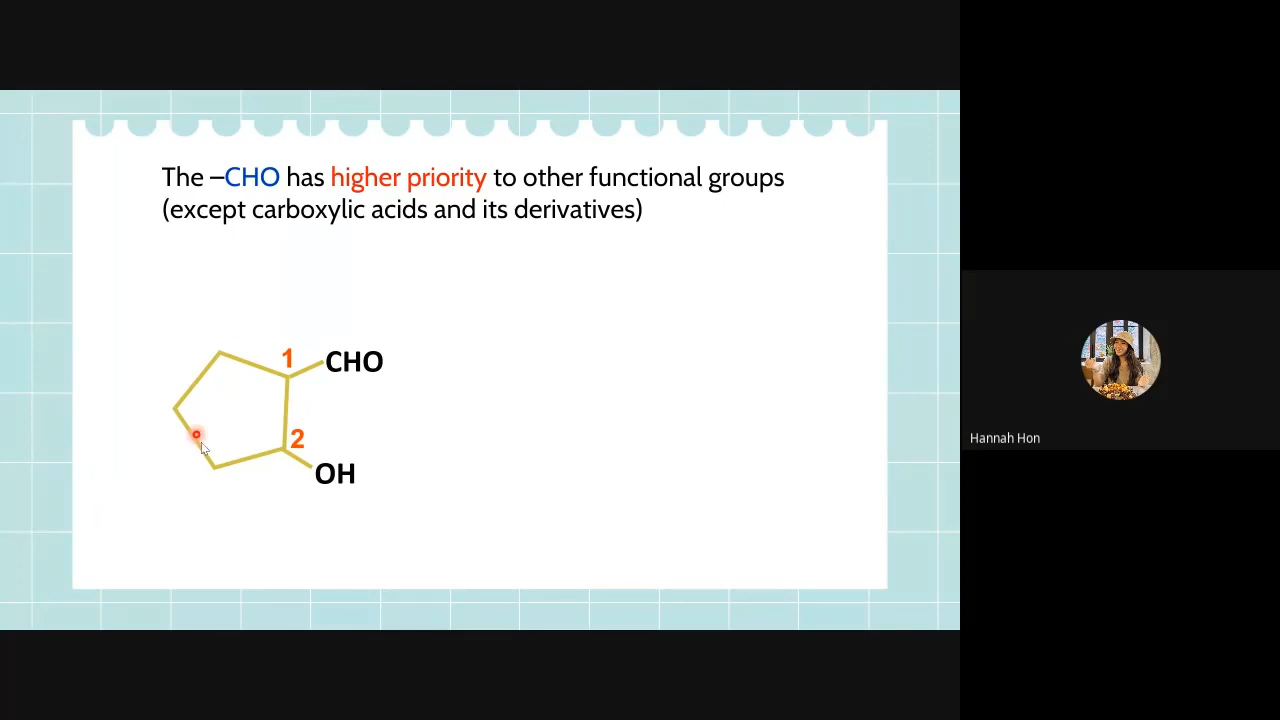 The –CHO has higher priority to other functional groups
(except carboxylic acids and its derivatives)
1
CHO
2
OH
Hannah Hon